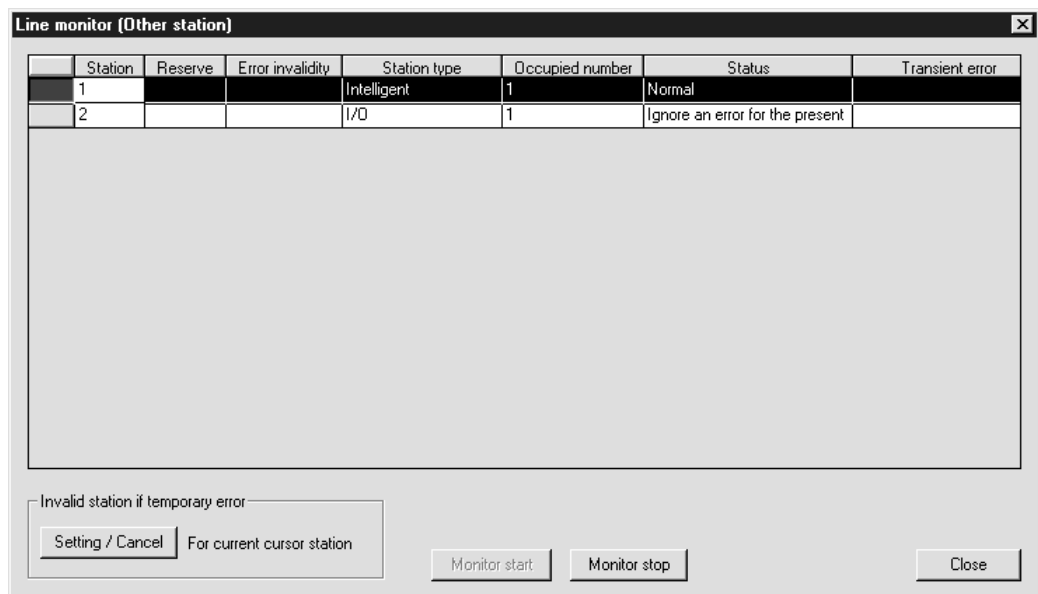 Line monitor (Other station)
Station Reserve Error invalidity Station type Occupied number Status Transient error
1 Intelligent 1 Normal
2 I/O 1 Ignore an error for the present
Invalid station if temporary error
Setting / Cancel For current cursor station
Monitor start Monitor stop Close